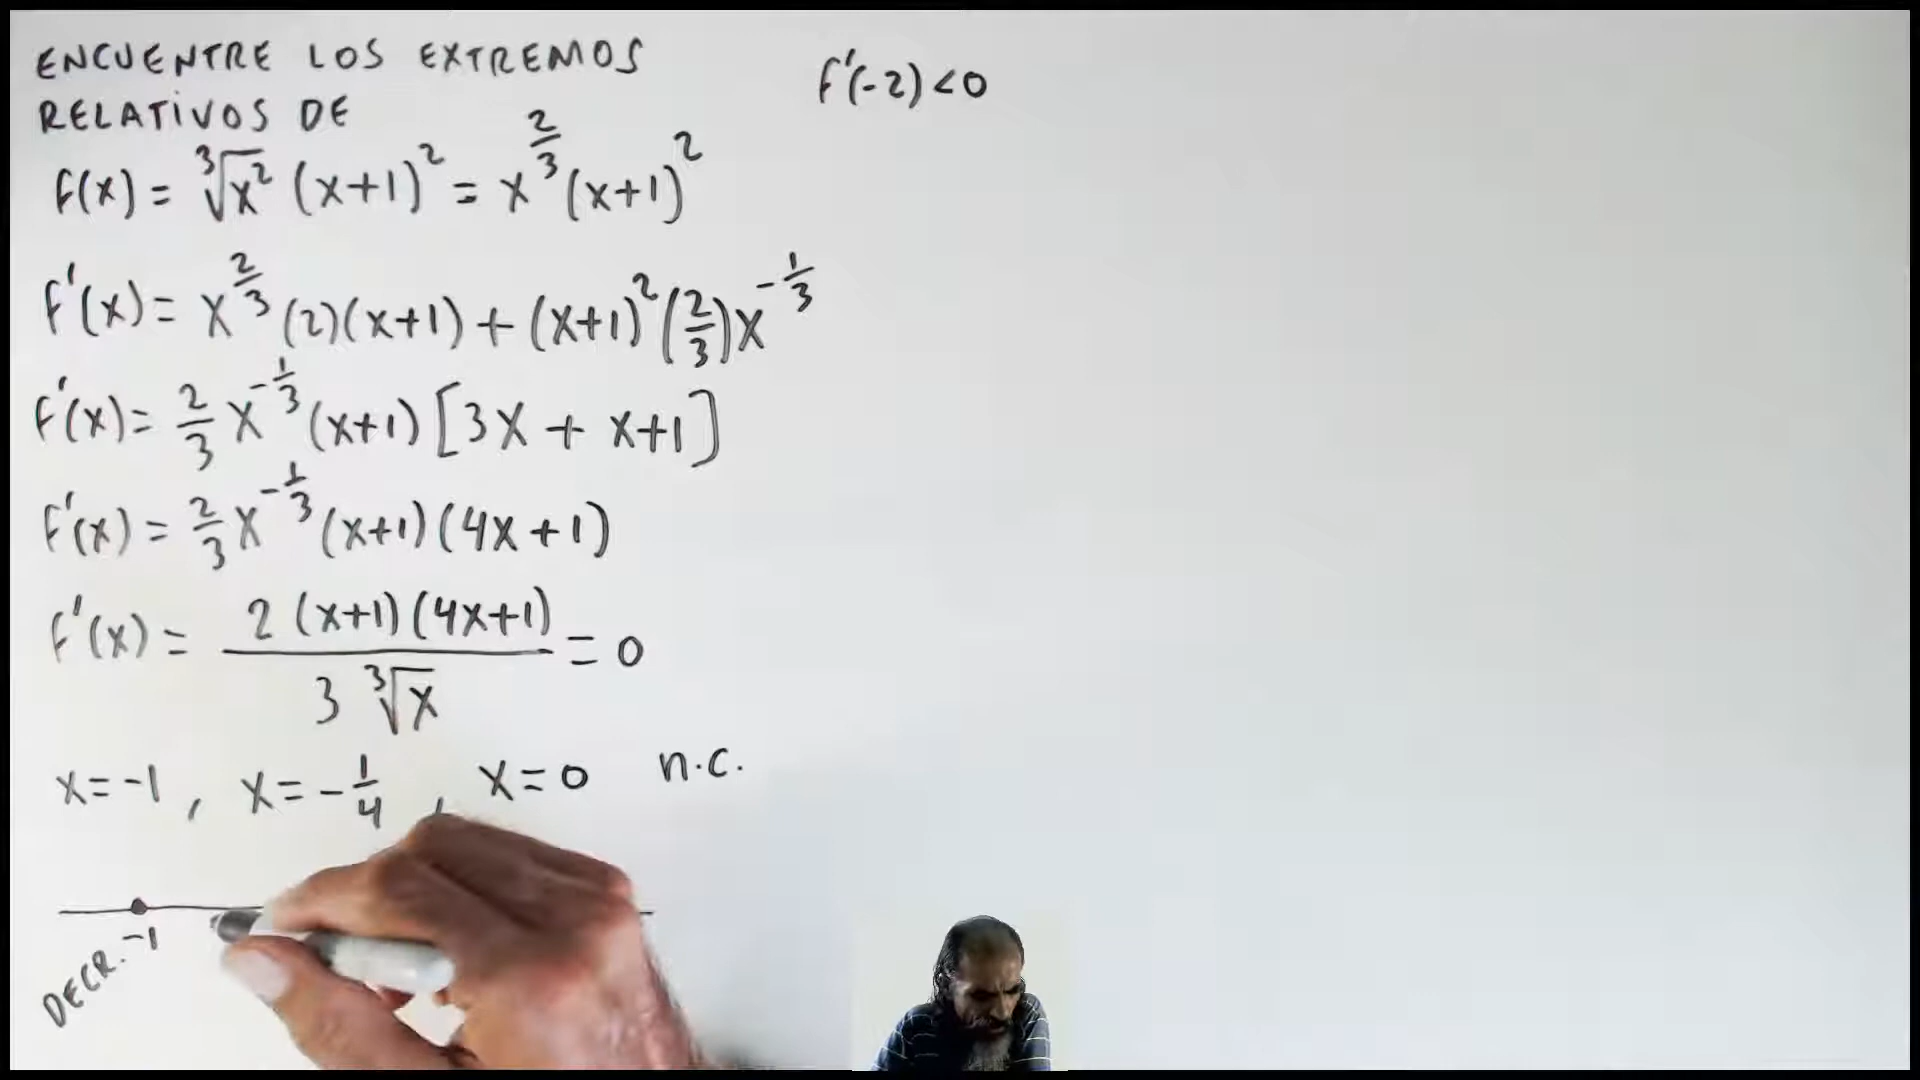 ENCUENTRE LOS EXTREMOS
RELATIVOS DE
f(x) = ∛x² (x+1)² = x^(2/3) (x+1)²
f'(x) = x^(2/3) (2)(x+1) + (x+1)² (2/3) x^(-1/3)
f'(x) = 2/3 x^(-1/3) (x+1) [3x + x+1]
f'(x) = 2/3 x^(-1/3) (x+1)(4x+1)
f'(x) = 2(x+1)(4x+1) / 3∛x = 0
x = -1, x = -1/4, x = 0 n.c.
-1
DECR.
f'(-2) < 0